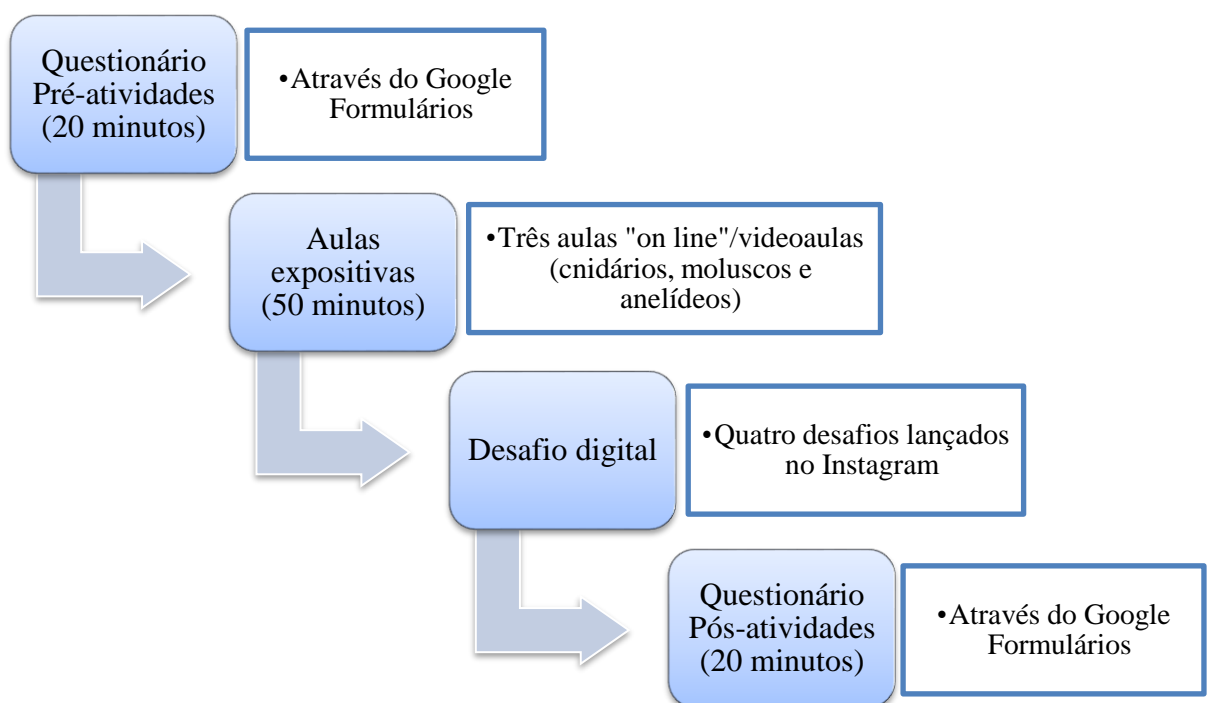 Questionário
Pré-atividades
(20 minutos)
•Através do Google
Formulários
Aulas
expositivas
(50 minutos)
•Três aulas "on line"/videoaulas
(cnidários, moluscos e
anelídeos)
Desafio digital
•Quatro desafios lançados
no Instagram
Questionário
Pós-atividades
(20 minutos)
•Através do Google
Formulários